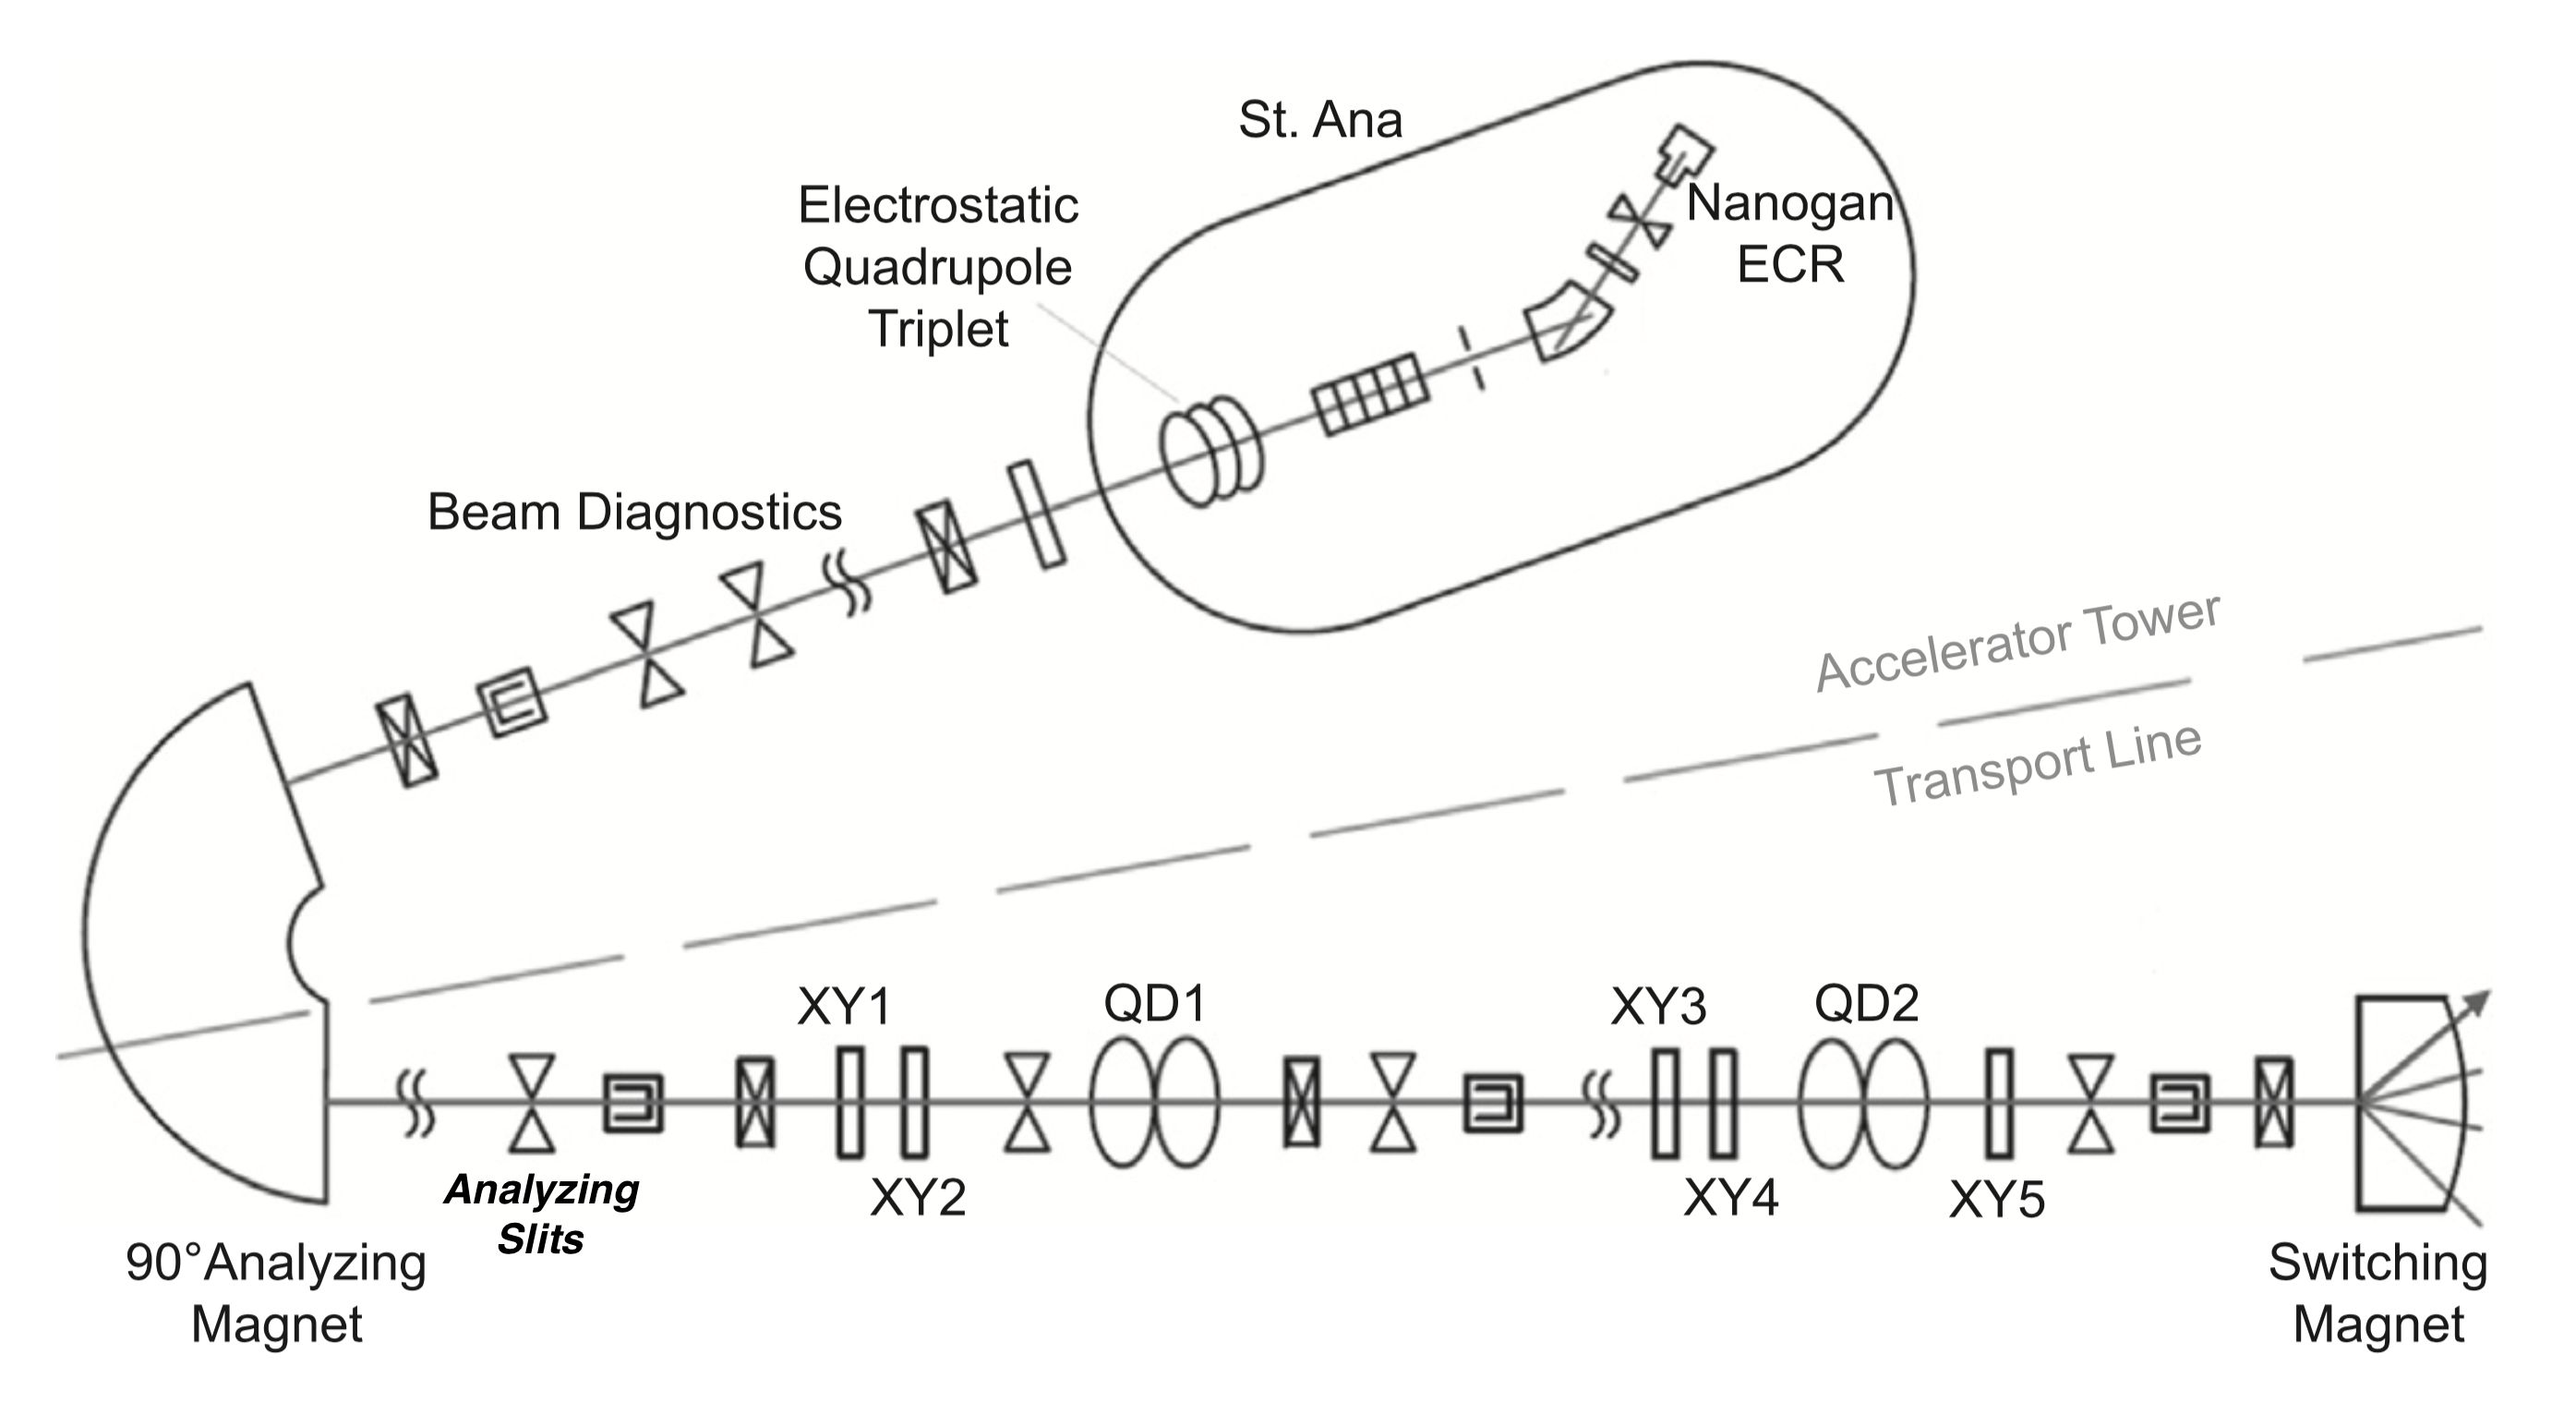 St. Ana
Electrostatic
Quadrupole
Triplet
Nanogan
ECR
Beam Diagnostics
Accelerator Tower
Transport Line
XY1
QD1
XY3
QD2
Analyzing
Slits
XY2
XY4
XY5
90°Analyzing
Magnet
Switching
Magnet